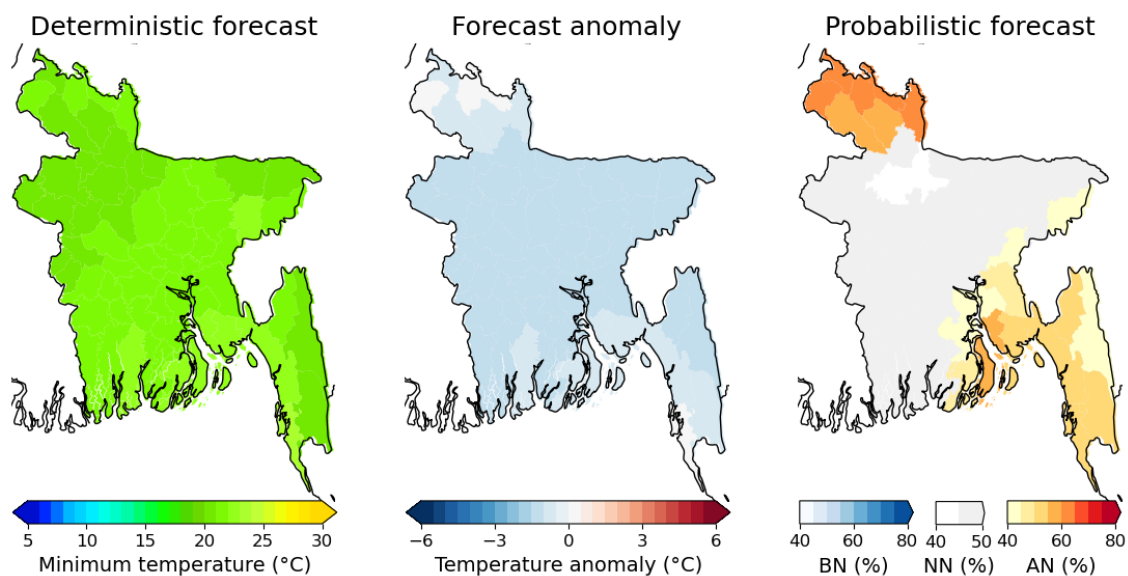 Deterministic forecast
Forecast anomaly
Probabilistic forecast
5 10 15 20 25 30
Minimum temperature (°C)
−6 −3 0 3 6
Temperature anomaly (°C)
40 60 80
BN (%)
40 50
NN (%)
40 60 80
AN (%)